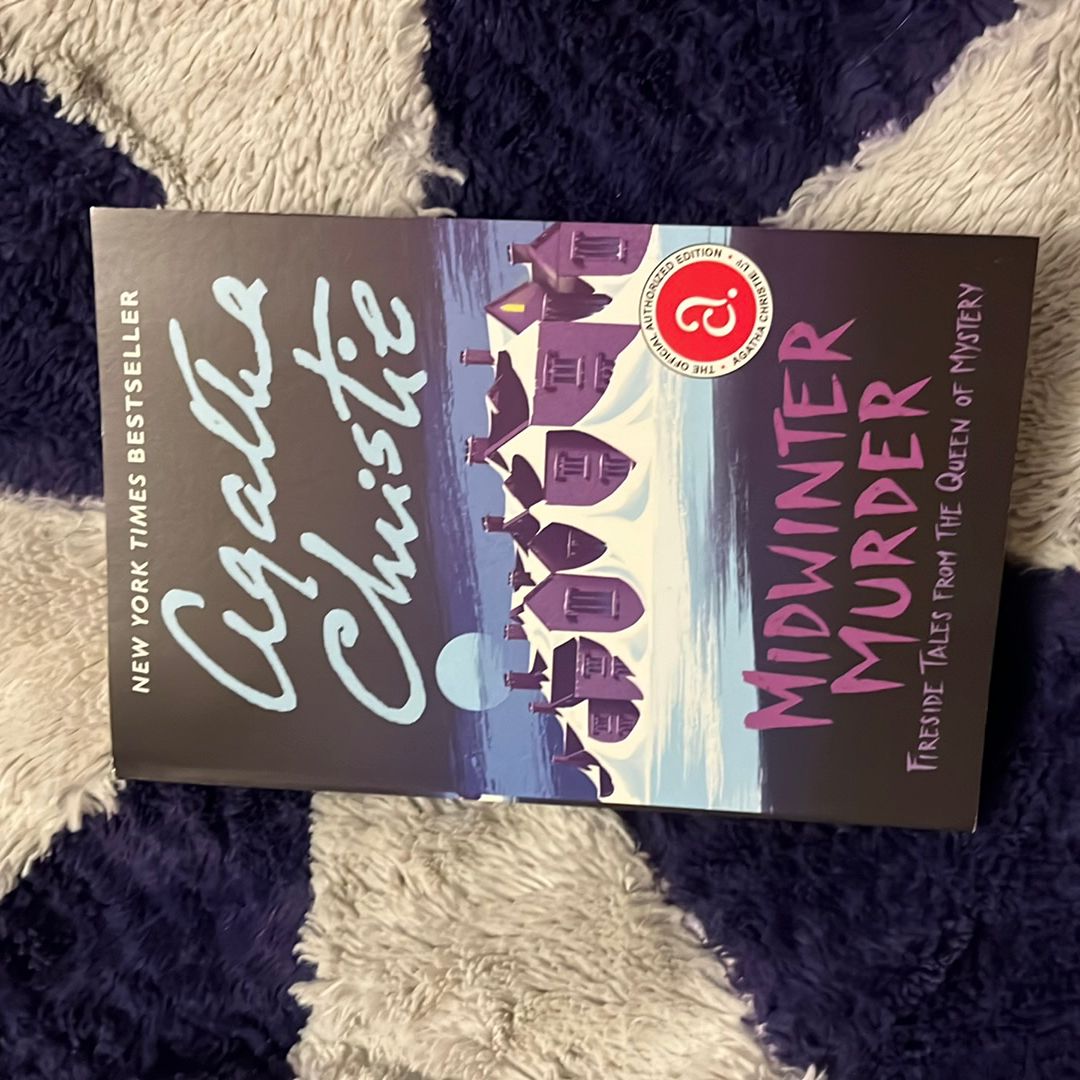 NEW YORK TIMES BESTSELLER
Agatha
Christie
THE OFFICIAL AUTHORIZED EDITION
a.
AGATHA CHRISTIE LTD
MIDWINTER
MURDER
FIRESIDE TALES FROM THE QUEEN OF MYSTERY